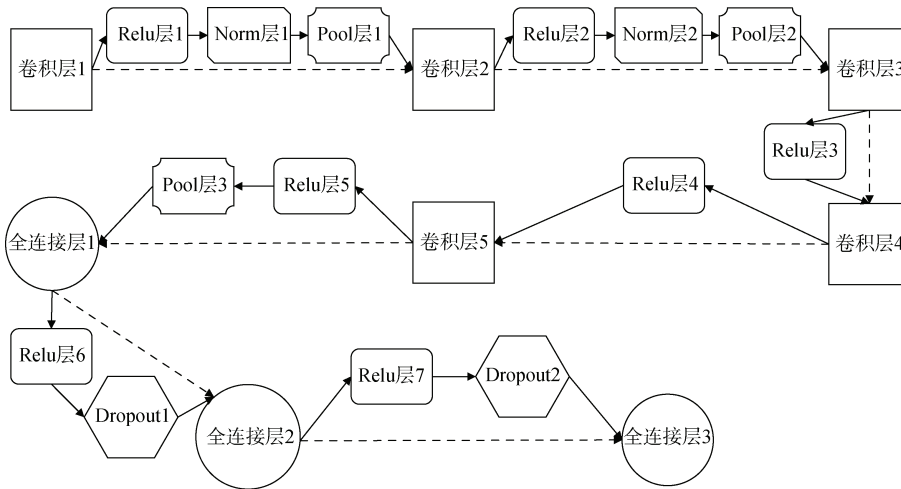 Relu层1
Norm层1
Pool层1
Relu层2
Norm层2
Pool层2
卷积层1
卷积层2
卷积层3
Relu层3
Pool层3
Relu层5
Relu层4
全连接层1
卷积层5
卷积层4
Relu层6
Relu层7
Dropout2
Dropout1
全连接层2
全连接层3